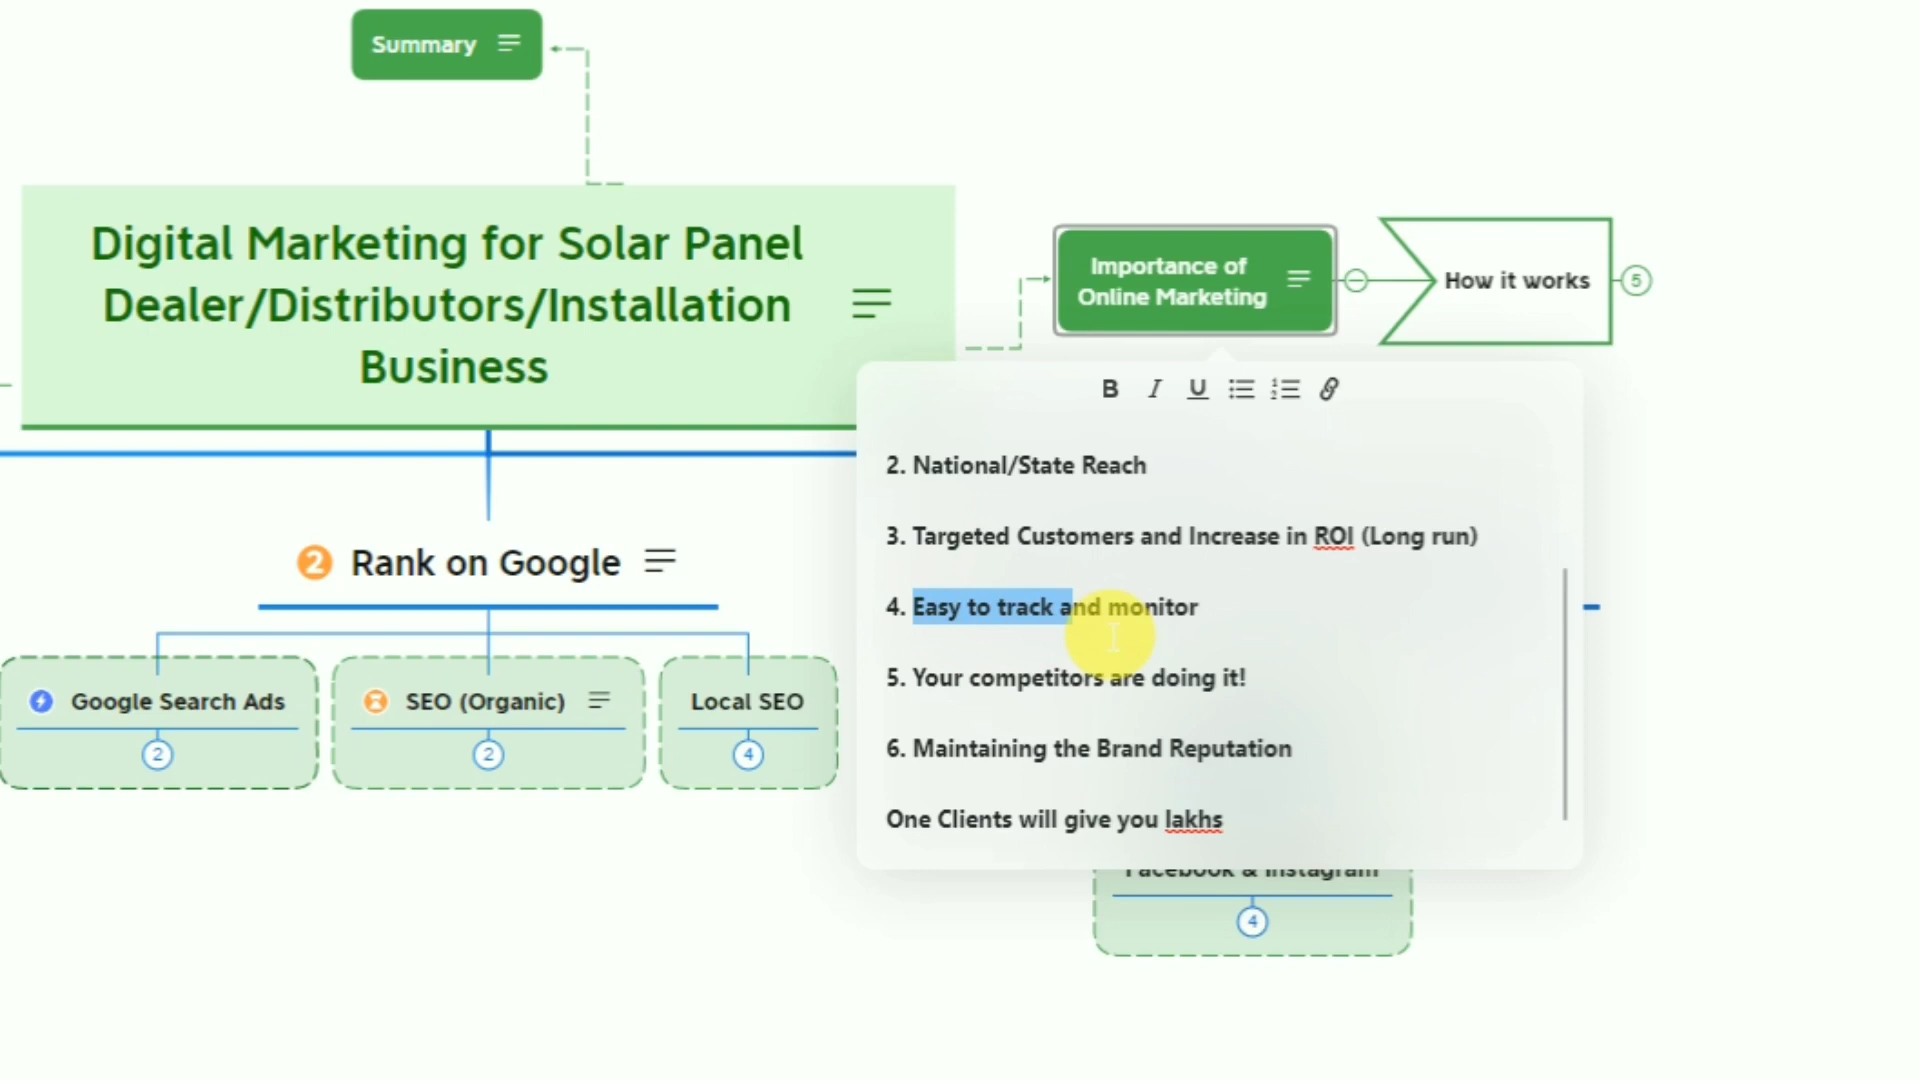 Summary
Digital Marketing for Solar Panel
Dealer/Distributors/Installation
Business
Importance of
Online Marketing
How it works
5
B I U
2. National/State Reach
3. Targeted Customers and Increase in ROI (Long run)
4. Easy to track and monitor
5. Your competitors are doing it!
6. Maintaining the Brand Reputation
One Clients will give you lakhs
2 Rank on Google
Google Search Ads
2
SEO (Organic)
2
Local SEO
4
Facebook & Instagram
4